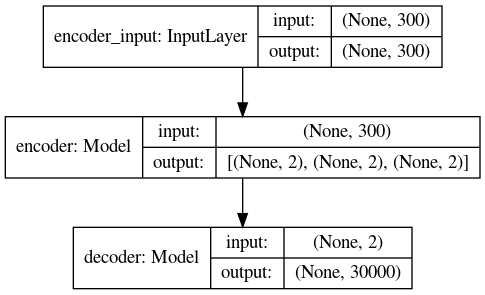 encoder_input: InputLayer
input: (None, 300)
output: (None, 300)
encoder: Model
input: (None, 300)
output: [(None, 2), (None, 2), (None, 2)]
decoder: Model
input: (None, 2)
output: (None, 30000)